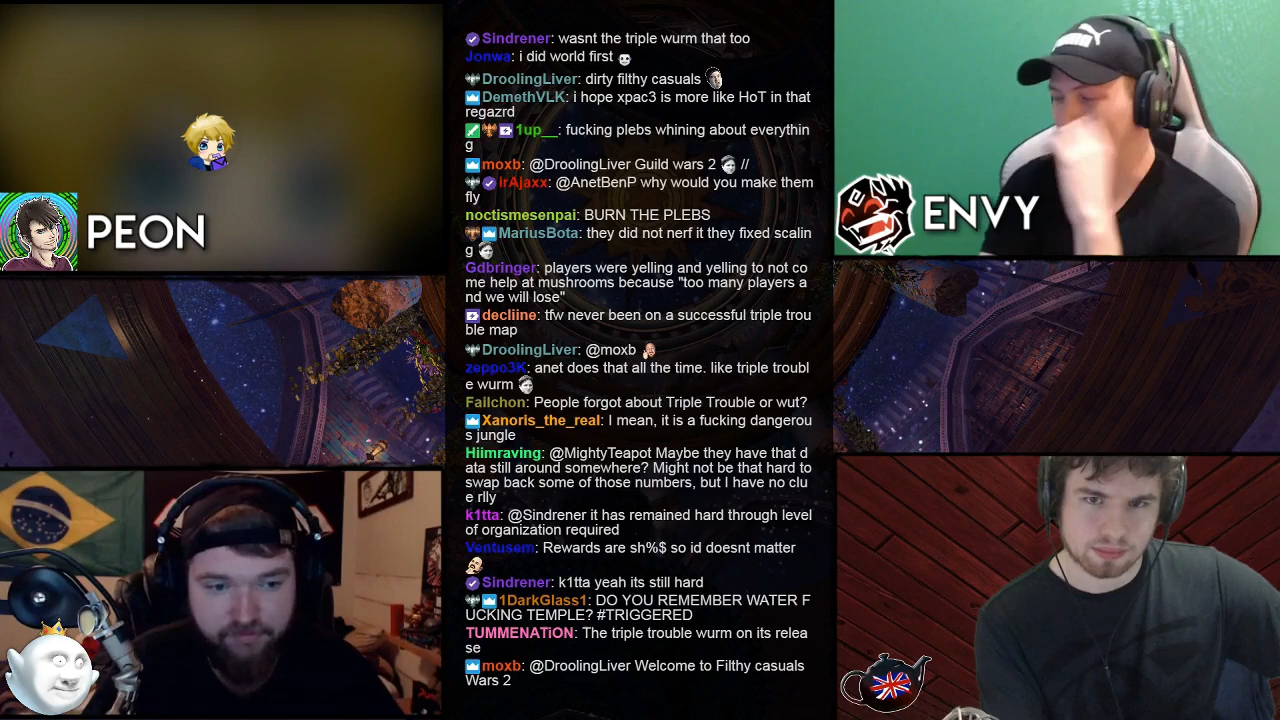 Sindrener: wasnt the triple wurm that too
Jonwa: i did world first
DroolingLiver: dirty filthy casuals
DemethVLK: i hope xpac3 is more like HoT in that
regazrd
1up__: fucking plebs whining about everythin
g
moxb: @DroolingLiver Guild wars 2 //
irAjaxx: @AnetBenP why would you make them
fly
noctismesenpai: BURN THE PLEBS
MariusBota: they did not nerf it they fixed scalin
g
Gdbringer: players were yelling and yelling to not co
me help at mushrooms because "too many players a
nd we will lose"
decliine: tfw never been on a successful triple trou
ble map
DroolingLiver: @moxb
zeppo3K: anet does that all the time. like triple troubl
e wurm
Failchon: People forgot about Triple Trouble or wut?
Xanoris_the_real: I mean, it is a fucking dangerou
s jungle
Hiimraving: @MightyTeapot Maybe they have that d
ata still around somewhere? Might not be that hard to
swap back some of those numbers, but I have no clu
e rlly
k1tta: @Sindrener it has remained hard through level
of organization required
Ventusem: Rewards are sh%$ so id doesnt matter
Sindrener: k1tta yeah its still hard
1DarkGlass1: DO YOU REMEMBER WATER F
UCKING TEMPLE? #TRIGGERED
TUMMENATiON: The triple trouble wurm on its relea
se
moxb: @DroolingLiver Welcome to Filthy casuals
Wars 2
PEON
ENVY
PUMA